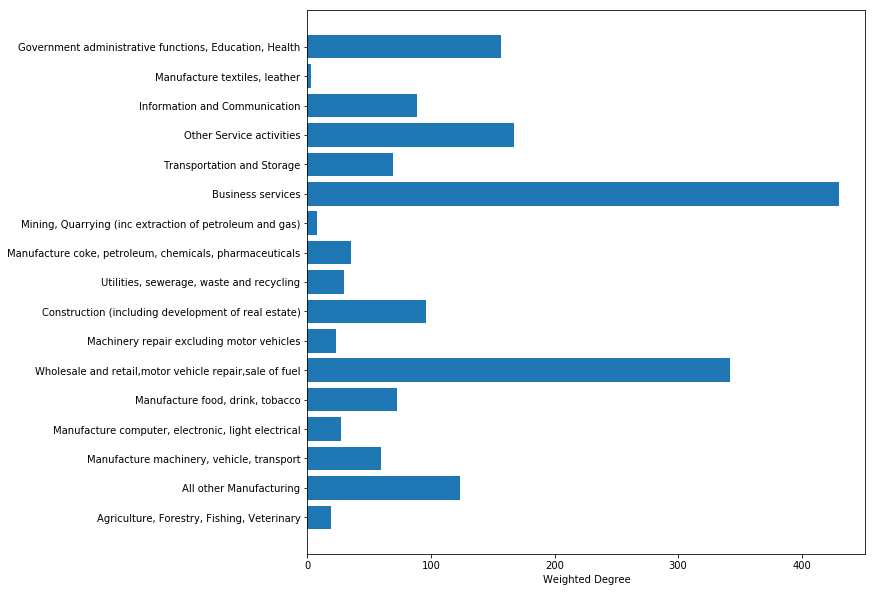 Government administrative functions, Education, Health
Manufacture textiles, leather
Information and Communication
Other Service activities
Transportation and Storage
Business services
Mining, Quarrying (inc extraction of petroleum and gas)
Manufacture coke, petroleum, chemicals, pharmaceuticals
Utilities, sewerage, waste and recycling
Construction (including development of real estate)
Machinery repair excluding motor vehicles
Wholesale and retail,motor vehicle repair,sale of fuel
Manufacture food, drink, tobacco
Manufacture computer, electronic, light electrical
Manufacture machinery, vehicle, transport
All other Manufacturing
Agriculture, Forestry, Fishing, Veterinary
0 100 200 300 400
Weighted Degree